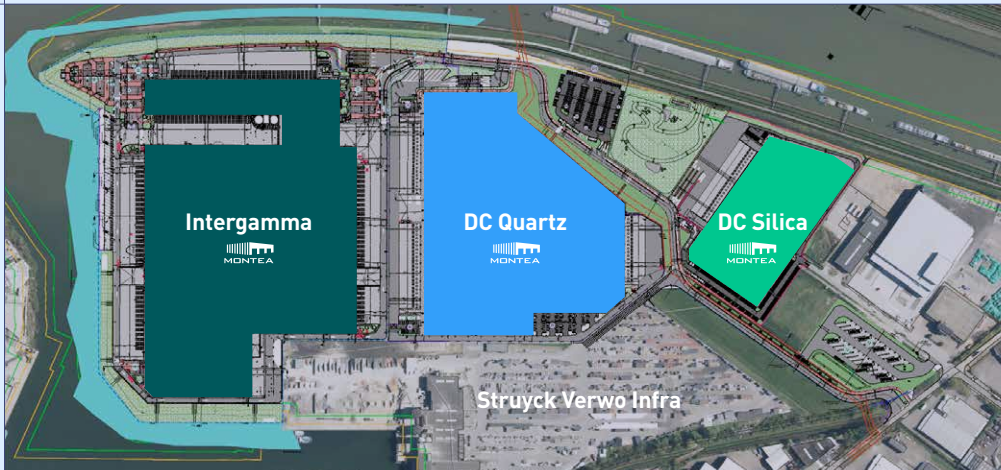 Intergamma
MONTEA
DC Quartz
MONTEA
DC Silica
MONTEA
Struyck Verwo Infra